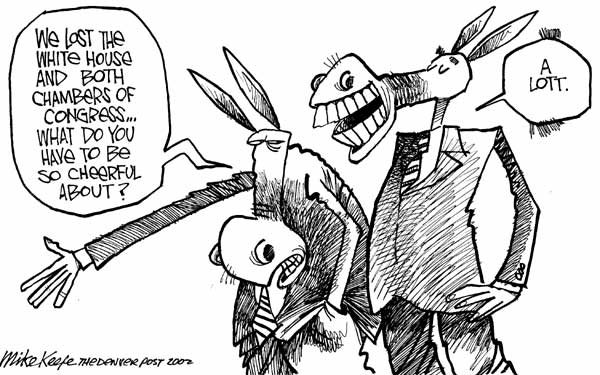 WE LOST THE
WHITE HOUSE
AND BOTH
CHAMBERS OF
CONGRESS...
WHAT DO YOU
HAVE TO BE
SO CHEERFUL
ABOUT?
A
LOTT.
MIKE KEEFE THE DENVER POST 2002